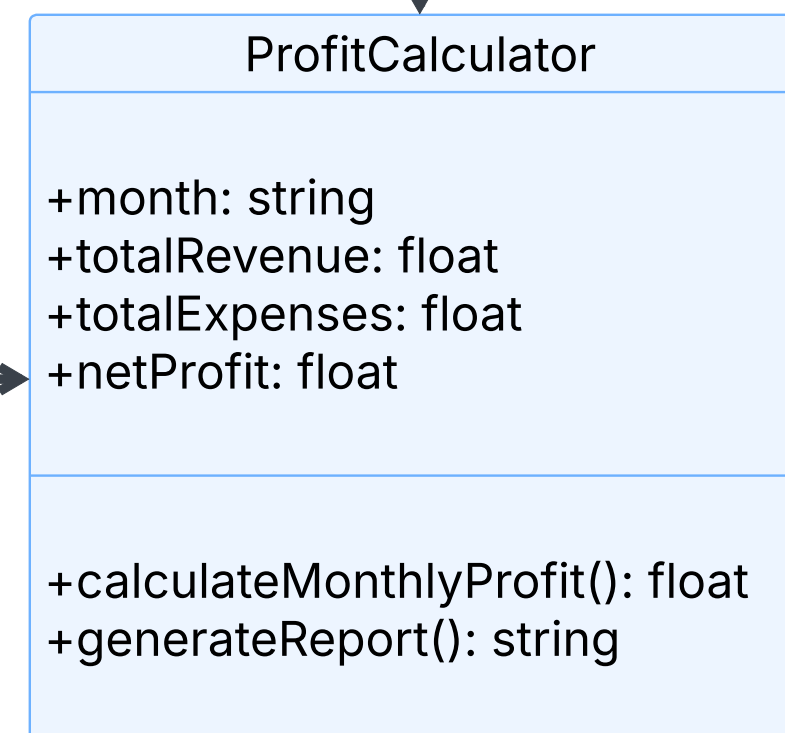 ProfitCalculator
+month: string
+totalRevenue: float
+totalExpenses: float
+netProfit: float
+calculateMonthlyProfit(): float
+generateReport(): string